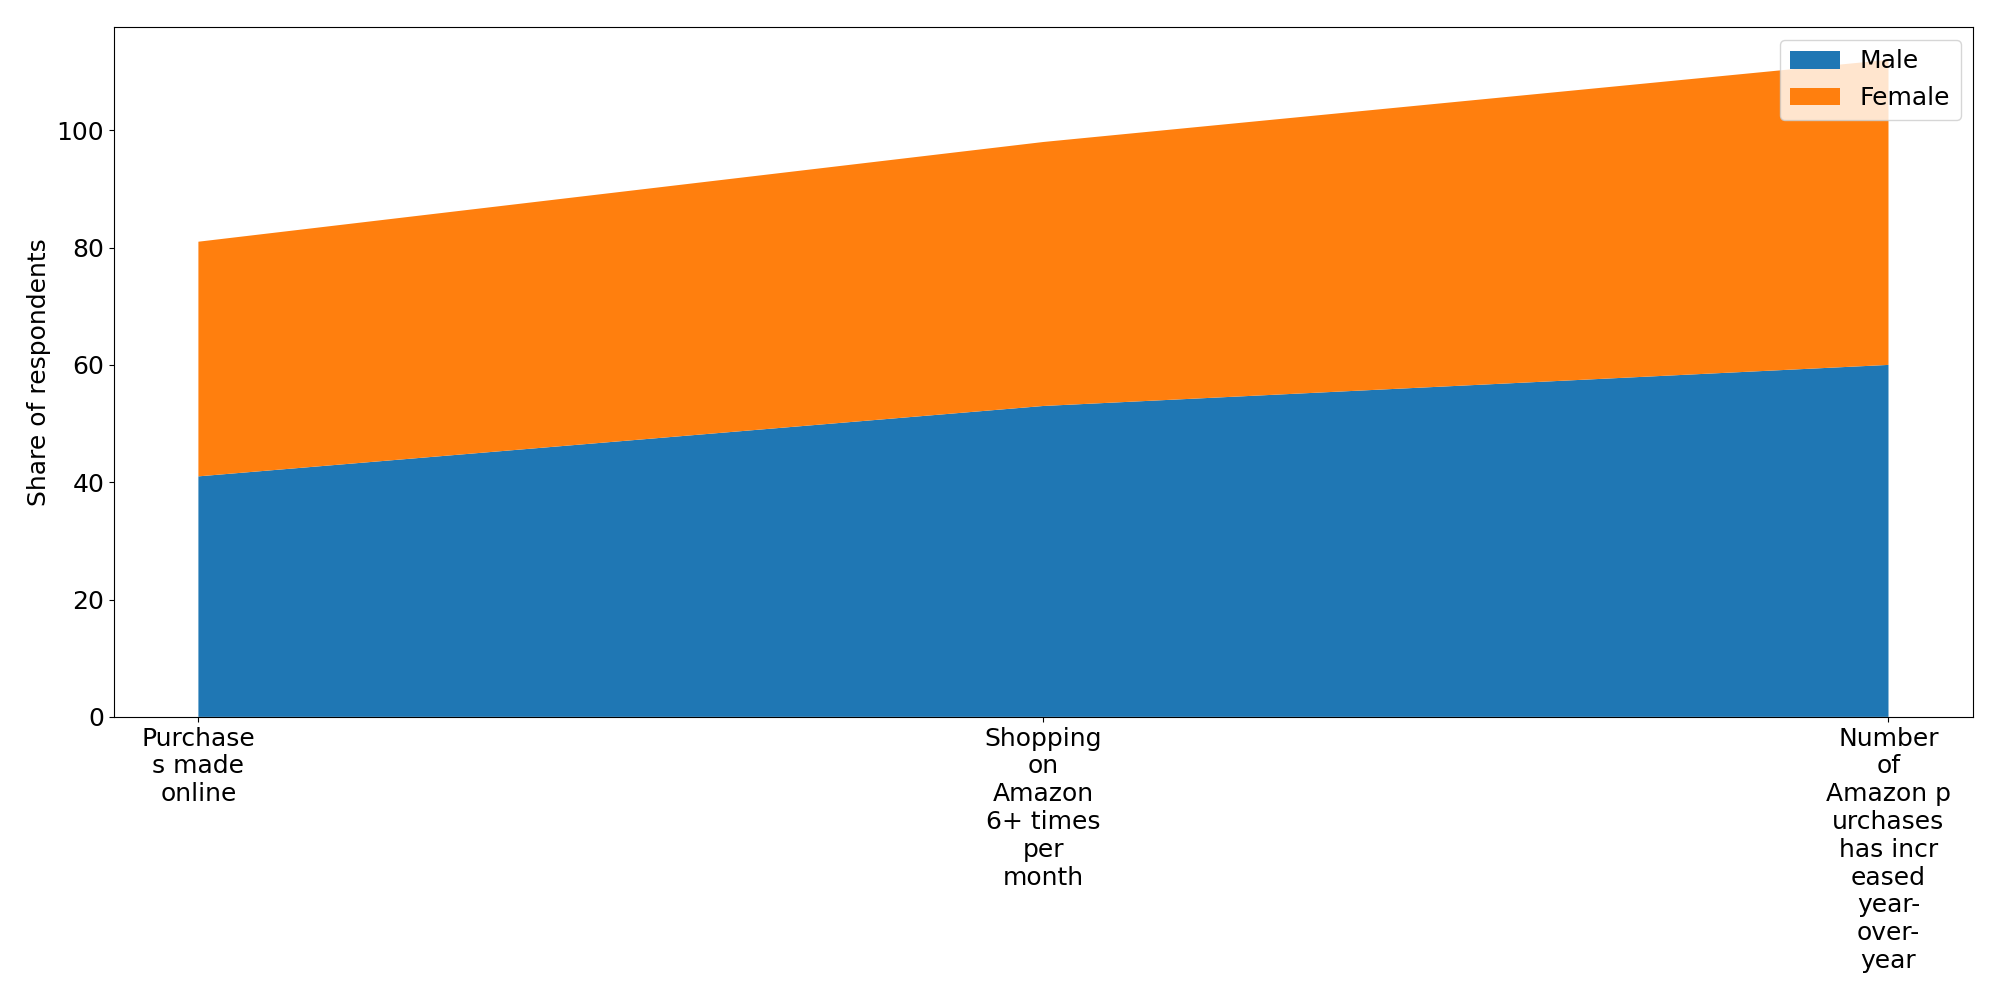 Male
Female
Share of respondents
100
80
60
40
20
0
Purchase
s made
online
Shopping
on
Amazon
6+ times
per
month
Number
of
Amazon p
urchases
has incr
eased
year-
over-
year